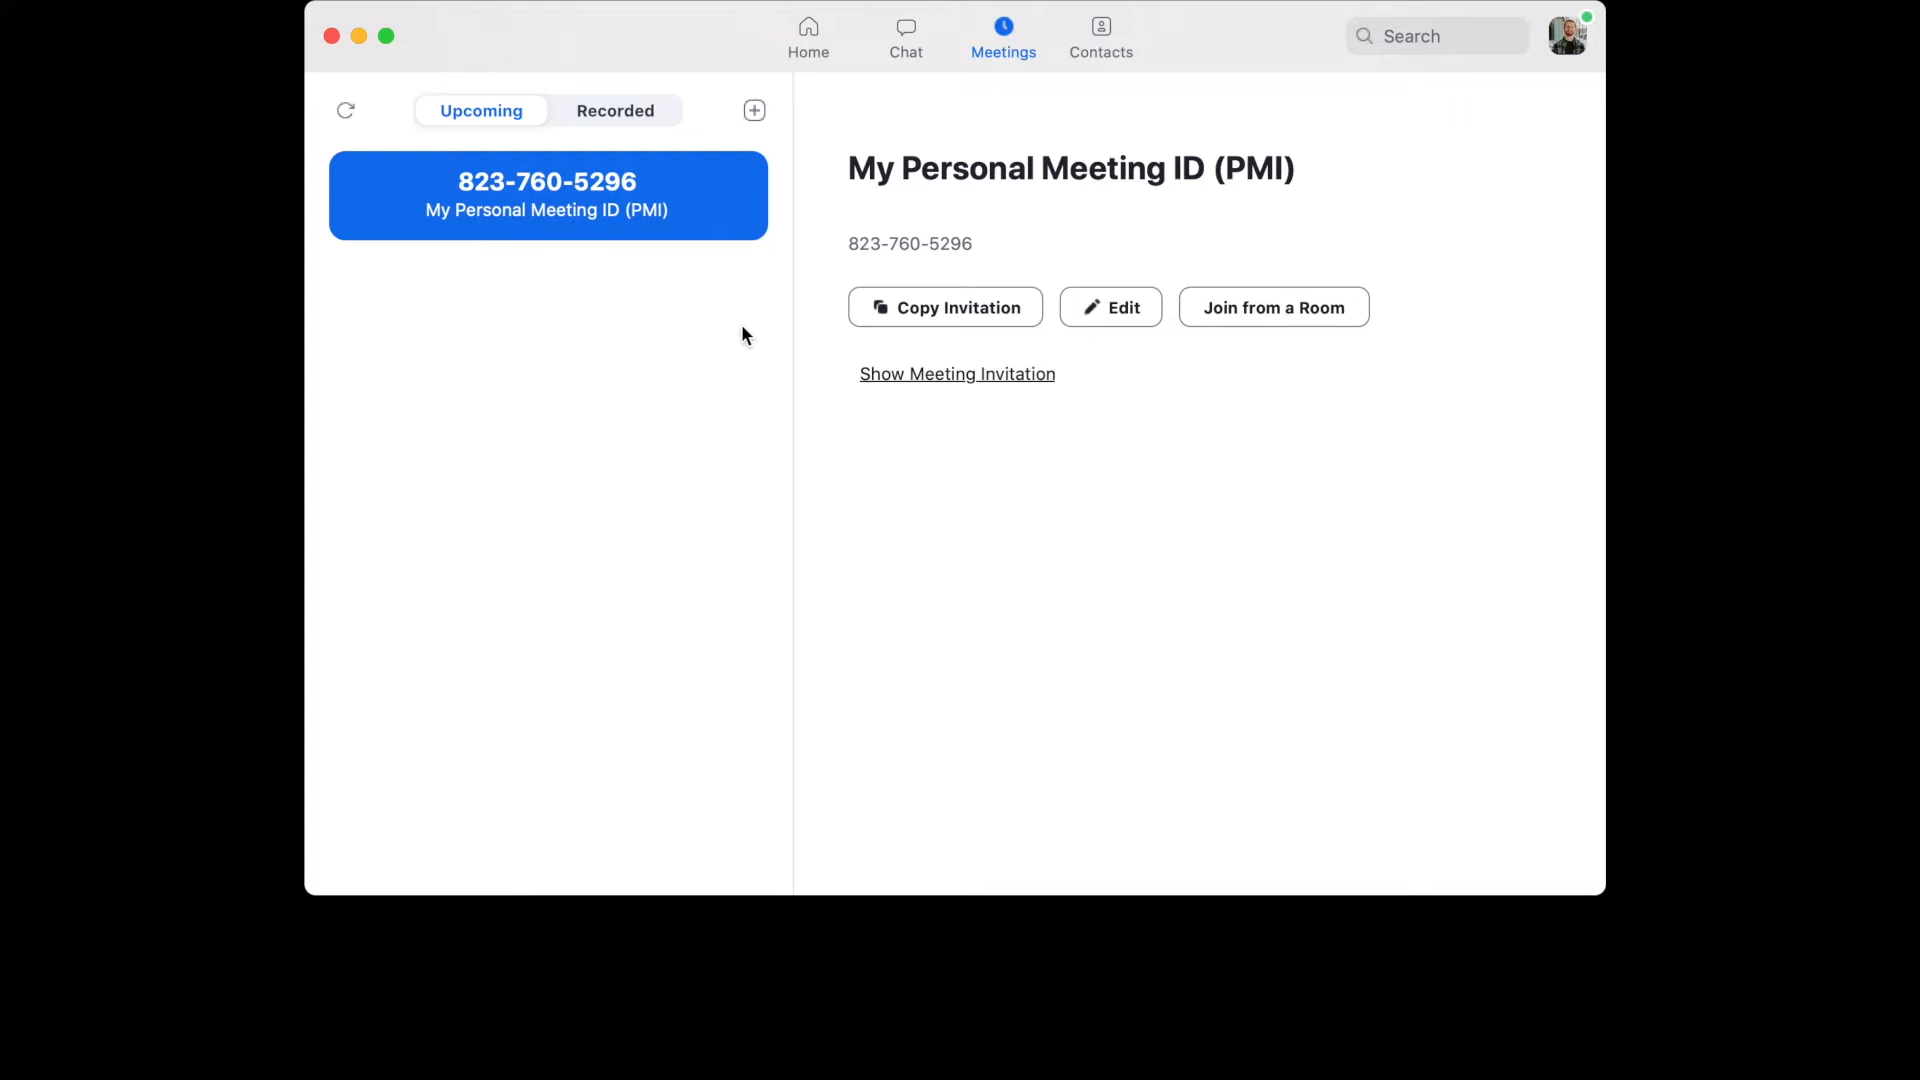 Home
Chat
Meetings
Contacts
Search
Upcoming
Recorded
823-760-5296
My Personal Meeting ID (PMI)
My Personal Meeting ID (PMI)
823-760-5296
Copy Invitation
Edit
Join from a Room
Show Meeting Invitation